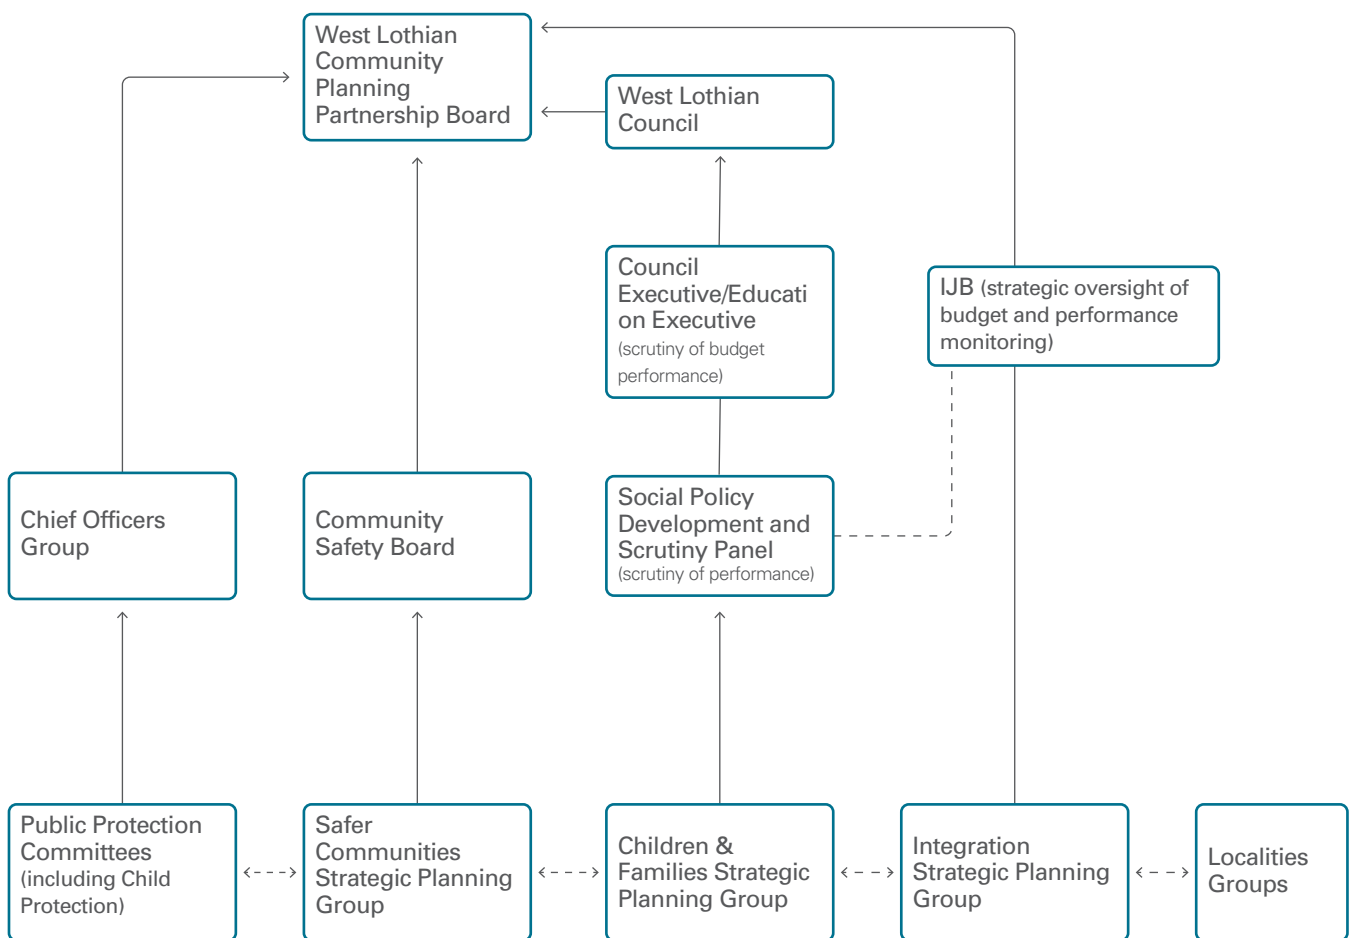 West Lothian
Community
Planning
Partnership Board
West Lothian
Council
Council
Executive/Educati
on Executive
(scrutiny of budget
performance)
IJB (strategic oversight of
budget and performance
monitoring)
Chief Officers
Group
Community
Safety Board
Social Policy
Development and
Scrutiny Panel
(scrutiny of performance)
Public Protection
Committees
(including Child
Protection)
Safer
Communities
Strategic Planning
Group
Children &
Families Strategic
Planning Group
Integration
Strategic Planning
Group
Localities
Groups